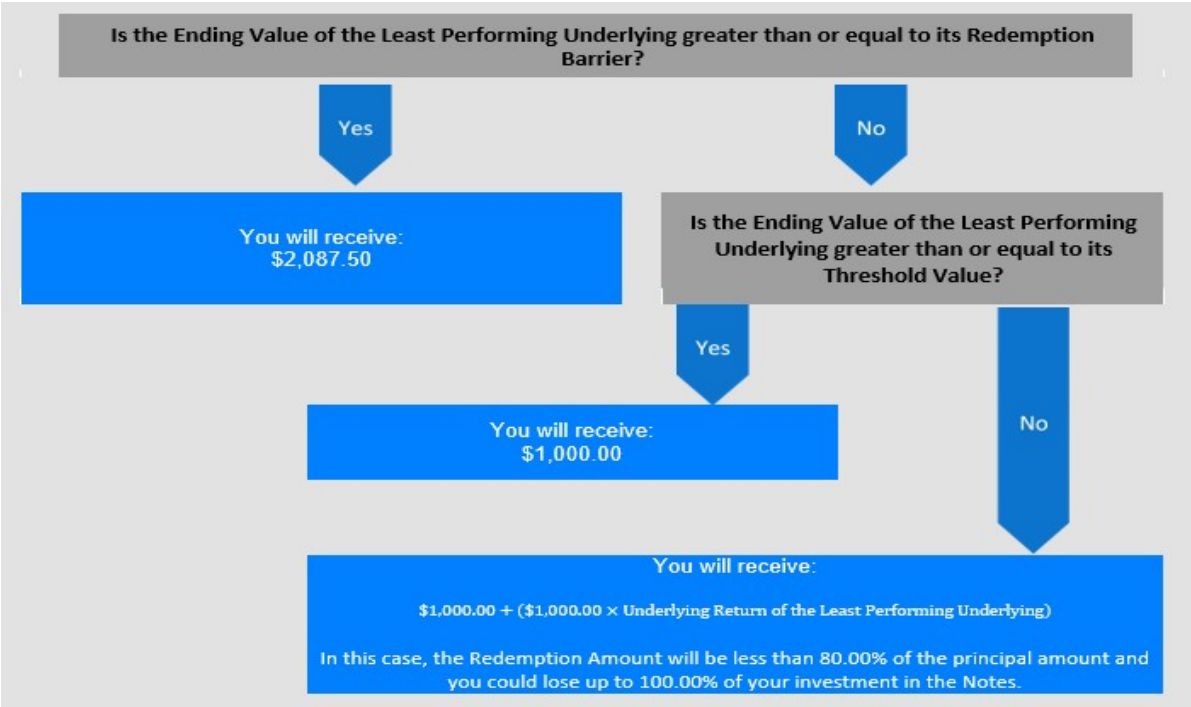 Is the Ending Value of the Least Performing Underlying greater than or equal to its Redemption
Barrier?
Yes
No
You will receive:
$2,087.50
Is the Ending Value of the Least Performing
Underlying greater than or equal to its
Threshold Value?
Yes
No
You will receive:
$1,000.00
You will receive:
$1,000.00 + ($1,000.00 × Underlying Return of the Least Performing Underlying)
In this case, the Redemption Amount will be less than 80.00% of the principal amount and
you could lose up to 100.00% of your investment in the Notes.